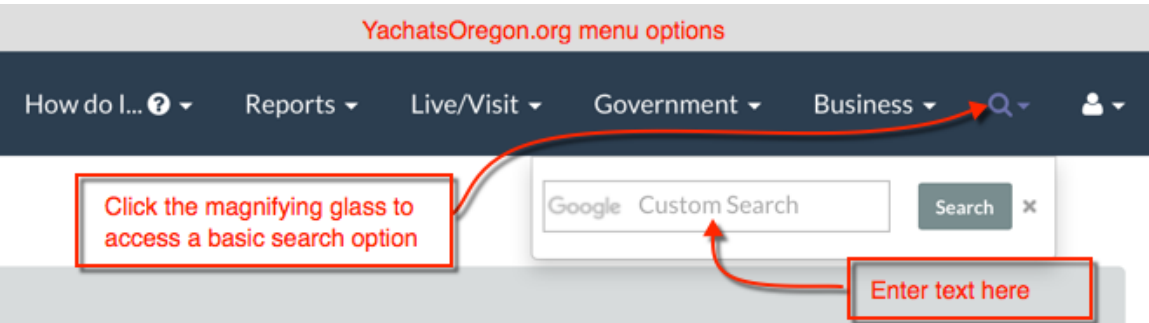 YachatsOregon.org menu options
How do I... Reports Live/Visit Government Business
Click the magnifying glass to
access a basic search option
Google Custom Search Search ×
Enter text here